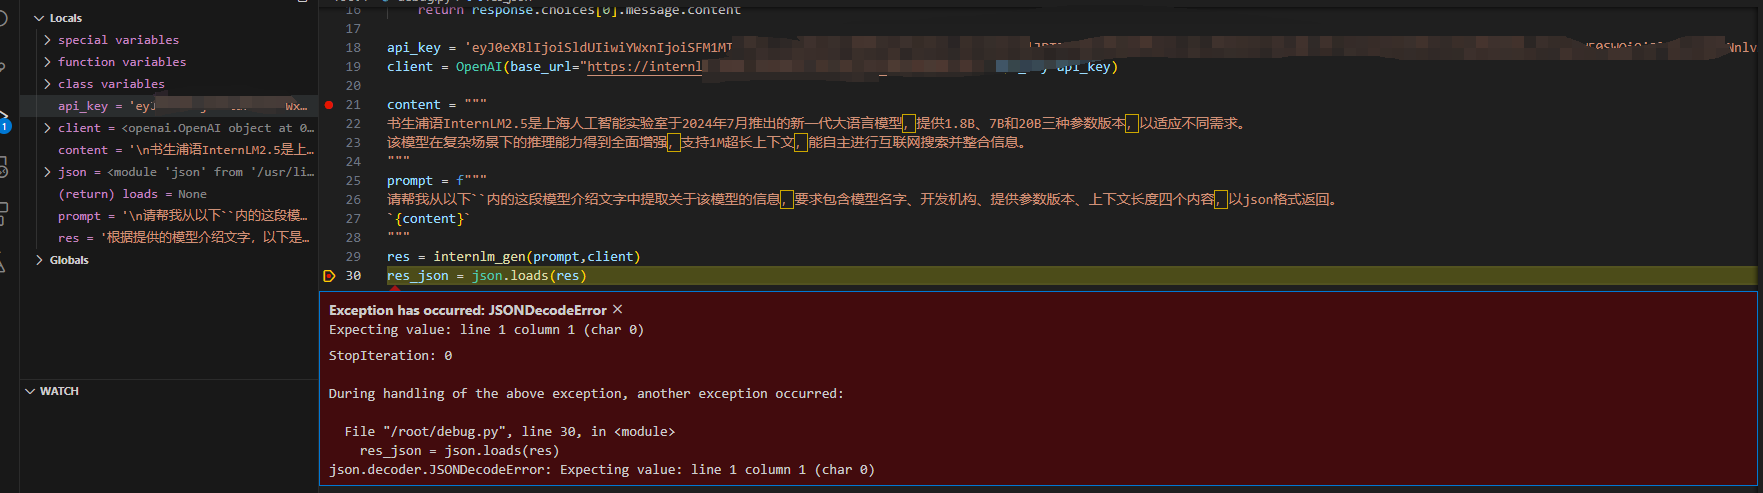 Locals
special variables
function variables
class variables
api_key = 'eyJ Wx…
client = <openai.OpenAI object at 0…
content = '\n书生浦语InternLM2.5是上…
json = <module 'json' from '/usr/li…
(return) loads = None
prompt = '\n请帮我从以下``内的这段模…
res = '根据提供的模型介绍文字，以下是…
Globals
WATCH
1
16 return response.choices[0].message.content
17
18 api_key = 'eyJ0eXBlIjoiSldUIiwiYWxnIjoiSFM1MT Nnlv
19 client = OpenAI(base_url="https://internl api_key)
20
21 content = """
22 书生浦语InternLM2.5是上海人工智能实验室于2024年7月推出的新一代大语言模型，提供1.8B、7B和20B三种参数版本，以适应不同需求。
23 该模型在复杂场景下的推理能力得到全面增强，支持1M超长上下文，能自主进行互联网搜索并整合信息。
24 """
25 prompt = f"""
26 请帮我从以下``内的这段模型介绍文字中提取关于该模型的信息，要求包含模型名字、开发机构、提供参数版本、上下文长度四个内容，以json格式返回。
27 `{content}`
28 """
29 res = internlm_gen(prompt,client)
30 res_json = json.loads(res)
Exception has occurred: JSONDecodeError ×
Expecting value: line 1 column 1 (char 0)
StopIteration: 0
During handling of the above exception, another exception occurred:
File "/root/debug.py", line 30, in <module>
res_json = json.loads(res)
json.decoder.JSONDecodeError: Expecting value: line 1 column 1 (char 0)